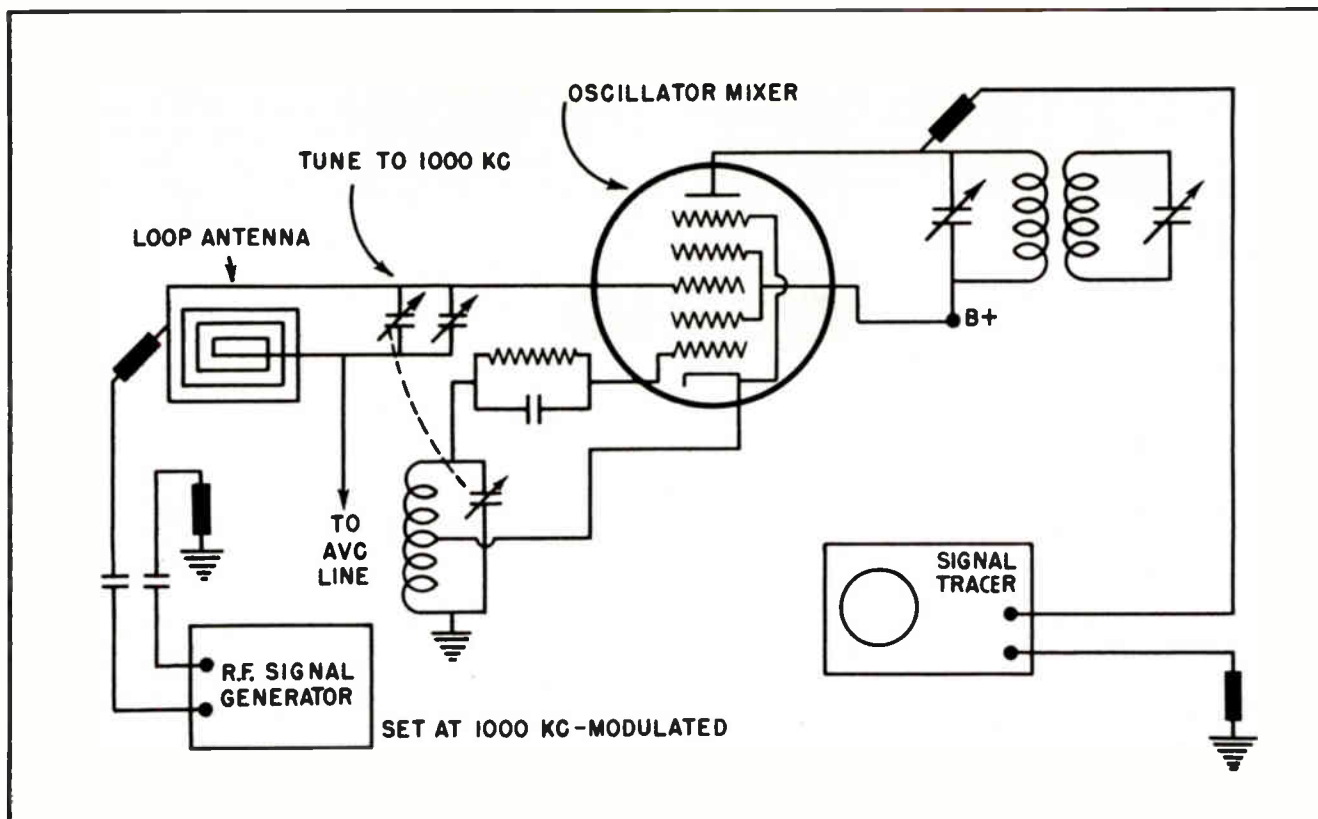 OSCILLATOR MIXER
TUNE TO 1000 KC
LOOP ANTENNA
B+
TO
AVC
LINE
SIGNAL
TRACER
R.F. SIGNAL
GENERATOR
SET AT 1000 KC-MODULATED